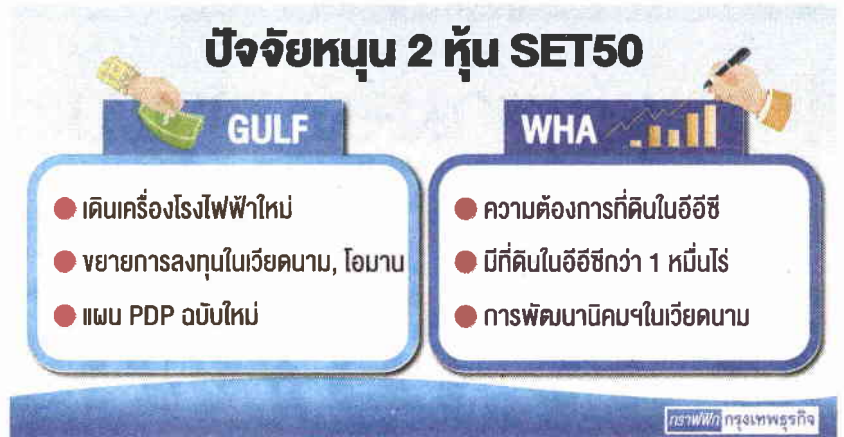 ปัจจัยหนุน 2 หุ้น SET50
GULF
เดินเครื่องโรงไฟฟ้าใหม่
ขยายการลงทุนในเวียดนาม, โอมาน
แผน PDP ฉบับใหม่
WHA
ความต้องการที่ดินในอีอีซี
มีที่ดินในอีอีซีกว่า 1 หมื่นไร่
การพัฒนานิคมฯในเวียดนาม
กราฟฟิก กรุงเทพธุรกิจ